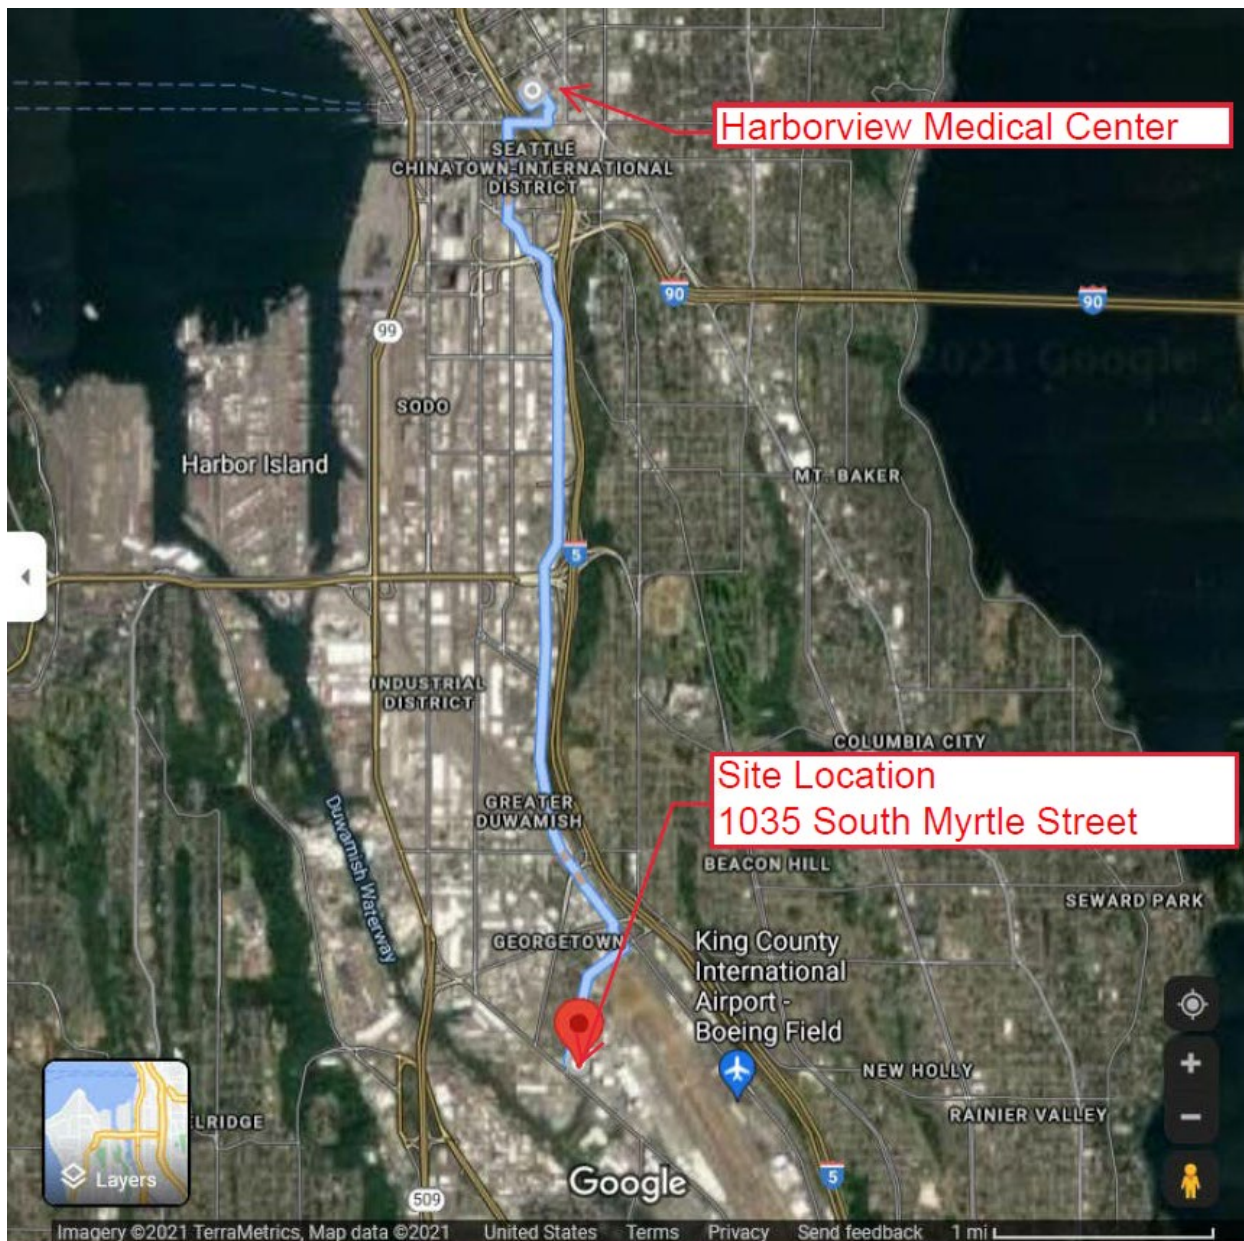 Harborview Medical Center
SEATTLE
CHINATOWN-INTERNATIONAL
DISTRICT
90
90
2021 Google
99
SODO
Harbor Island
MT. BAKER
5
INDUSTRIAL
DISTRICT
COLUMBIA CITY
Site Location
1035 South Myrtle Street
GREATER
DUWAMISH
Duwamish Waterway
BEACON HILL
SEWARD PARK
GEORGETOWN
King County
International
Airport -
Boeing Field
NEW HOLLY
RAINIER VALLEY
ELRIDGE
Layers
Google
5
509
Imagery ©2021 TerraMetrics, Map data ©2021 United States Terms Privacy Send feedback 1 mi